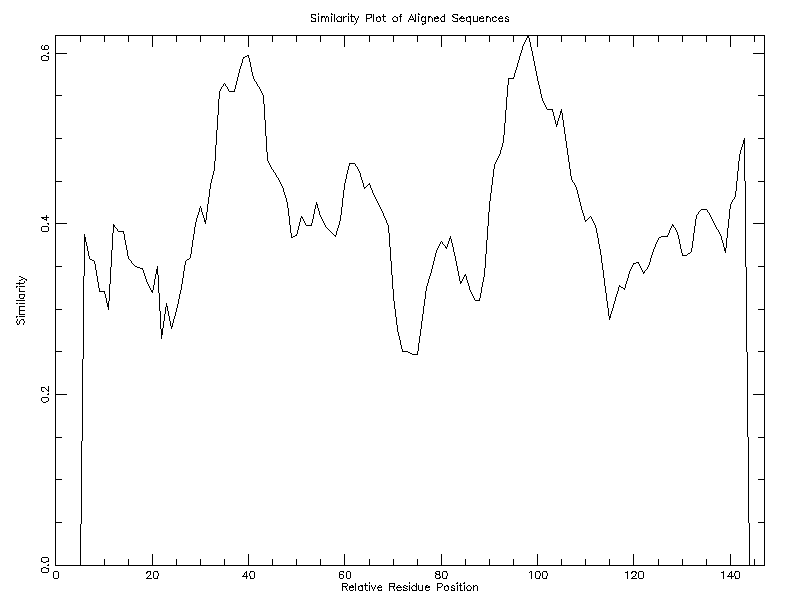 Similarity Plot of Aligned Sequences
0.6
0.4
Similarity
0.2
0.0
0 20 40 60 80 100 120 140
Relative Residue Position